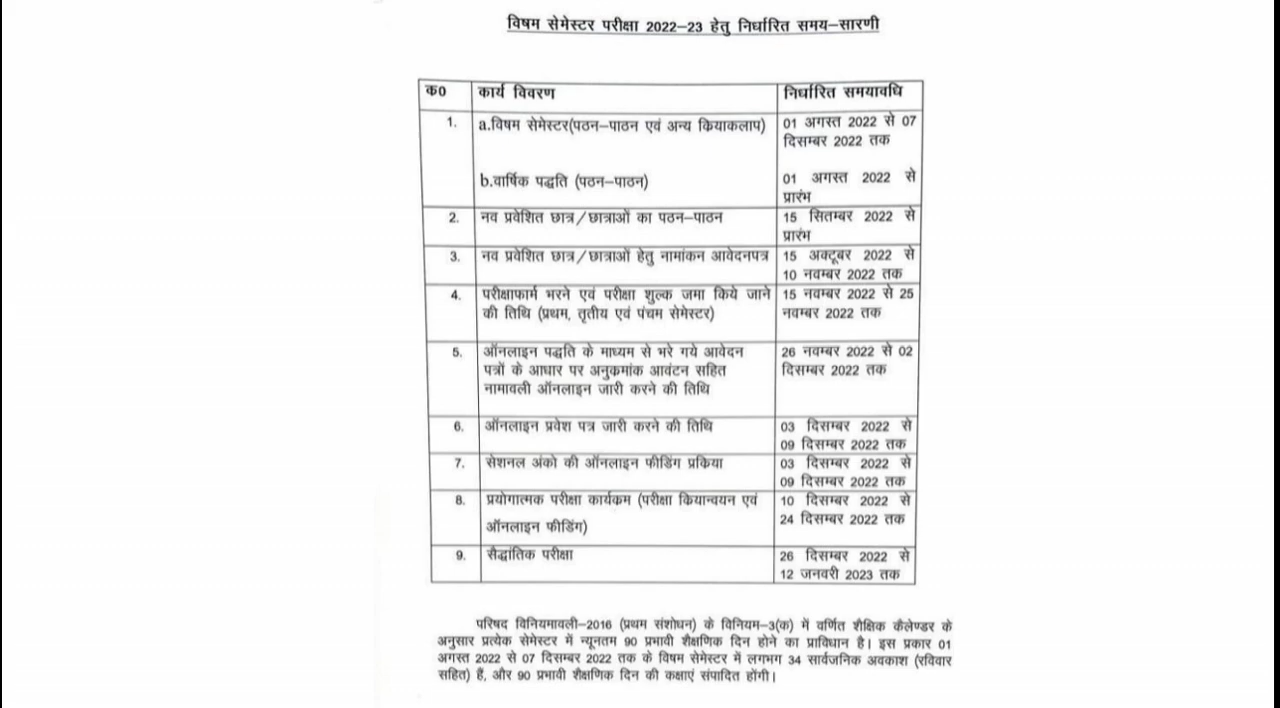 विषम सेमेस्टर परीक्षा 2022–23 हेतु निर्धारित समय–सारणी
क0 कार्य विवरण निर्धारित समयावधि
1. a.विषम सेमेस्टर(पठन–पाठन एवं अन्य कियाकलाप) 01 अगस्त 2022 से 07
दिसम्बर 2022 तक
b.वार्षिक पद्धति (पठन–पाठन) 01 अगस्त 2022 से
प्रारंभ
2. नव प्रवेशित छात्र/छात्राओं का पठन–पाठन 15 सितम्बर 2022 से
प्रारंभ
3. नव प्रवेशित छात्र/छात्राओं हेतु नामांकन आवेदनपत्र 15 अक्टूबर 2022 से
10 नवम्बर 2022 तक
4. परीक्षाफार्म भरने एवं परीक्षा शुल्क जमा किये जाने 15 नवम्बर 2022 से 25
की तिथि (प्रथम, तृतीय एवं पंचम सेमेस्टर) नवम्बर 2022 तक
5. ऑनलाइन पद्धति के माध्यम से भरे गये आवेदन 26 नवम्बर 2022 से 02
पत्रों के आधार पर अनुकमांक आवंटन सहित दिसम्बर 2022 तक
नामावली ऑनलाइन जारी करने की तिथि
6. ऑनलाइन प्रवेश पत्र जारी करने की तिथि 03 दिसम्बर 2022 से
09 दिसम्बर 2022 तक
7. सेशनल अंको की ऑनलाइन फीडिंग प्रकिया 03 दिसम्बर 2022 से
09 दिसम्बर 2022 तक
8. प्रयोगात्मक परीक्षा कार्यकम (परीक्षा कियान्वयन एवं 10 दिसम्बर 2022 से
ऑनलाइन फीडिंग) 24 दिसम्बर 2022 तक
9. सैद्धांतिक परीक्षा 26 दिसम्बर 2022 से
12 जनवरी 2023 तक
परिषद विनियमावली–2016 (प्रथम संशोधन) के विनियम–3(क) में वर्णित शैक्षिक कैलेण्डर के
अनुसार प्रत्येक सेमेस्टर में न्यूनतम 90 प्रभावी शैक्षणिक दिन होने का प्राविधान है। इस प्रकार 01
अगस्त 2022 से 07 दिसम्बर 2022 तक के विषम सेमेस्टर में लगभग 34 सार्वजनिक अवकाश (रविवार
सहित) हैं, और 90 प्रभावी शैक्षणिक दिन की कक्षाएं संपादित होंगी।